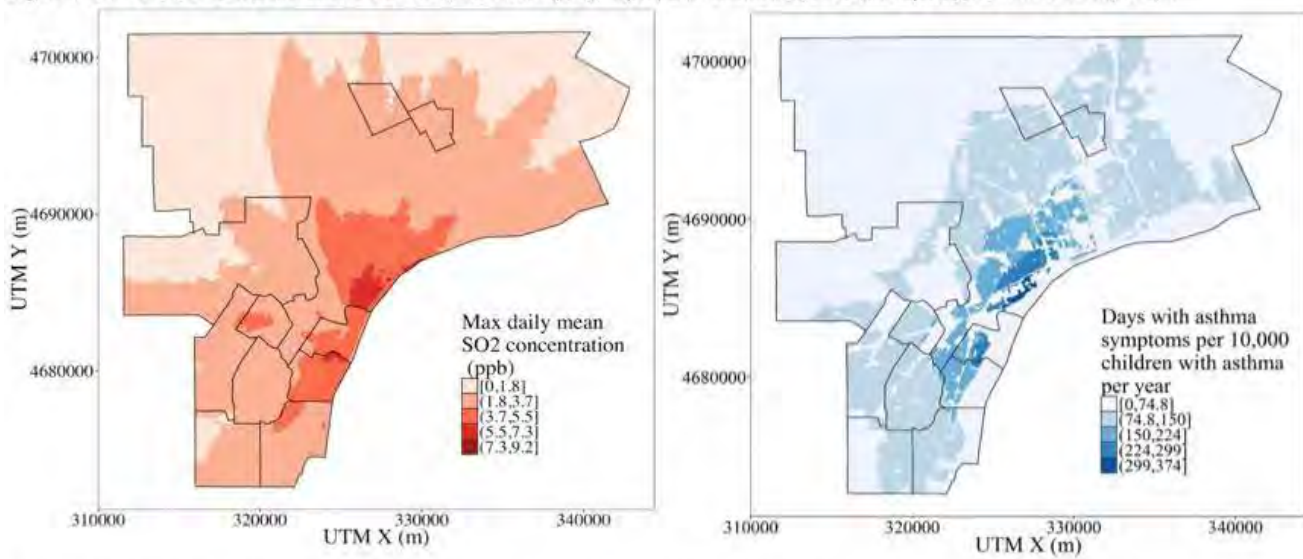 4700000
4690000
4680000
UTM Y (m)
310000
320000
330000
340000
UTM X (m)
Max daily mean
SO2 concentration
(ppb)
[0,1.8]
(1.8,3.7]
(3.7,5.5]
(5.5,7.3]
(7.3,9.2]
4700000
4690000
4680000
UTM Y (m)
310000
320000
330000
340000
UTM X (m)
Days with asthma
symptoms per 10,000
children with asthma
per year
[0,74.8]
(74.8,150]
(150,224]
(224,299]
(299,374]